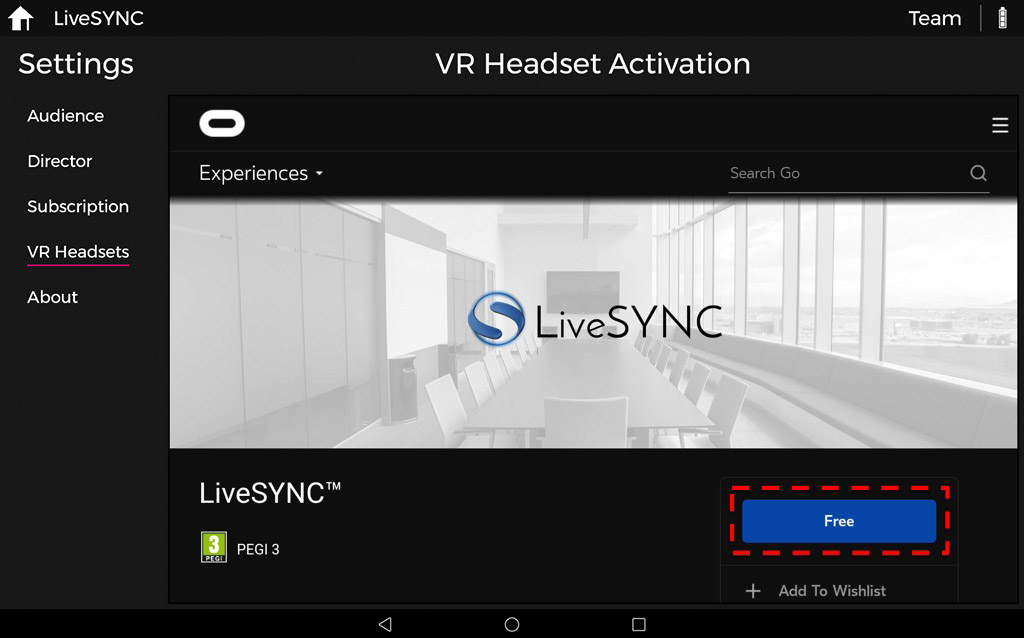 LiveSYNC
Team
Settings
VR Headset Activation
Audience
Director
Subscription
VR Headsets
About
Experiences
Search Go
LiveSYNC
LiveSYNC™
3
PEGI
PEGI 3
Free
+ Add To Wishlist